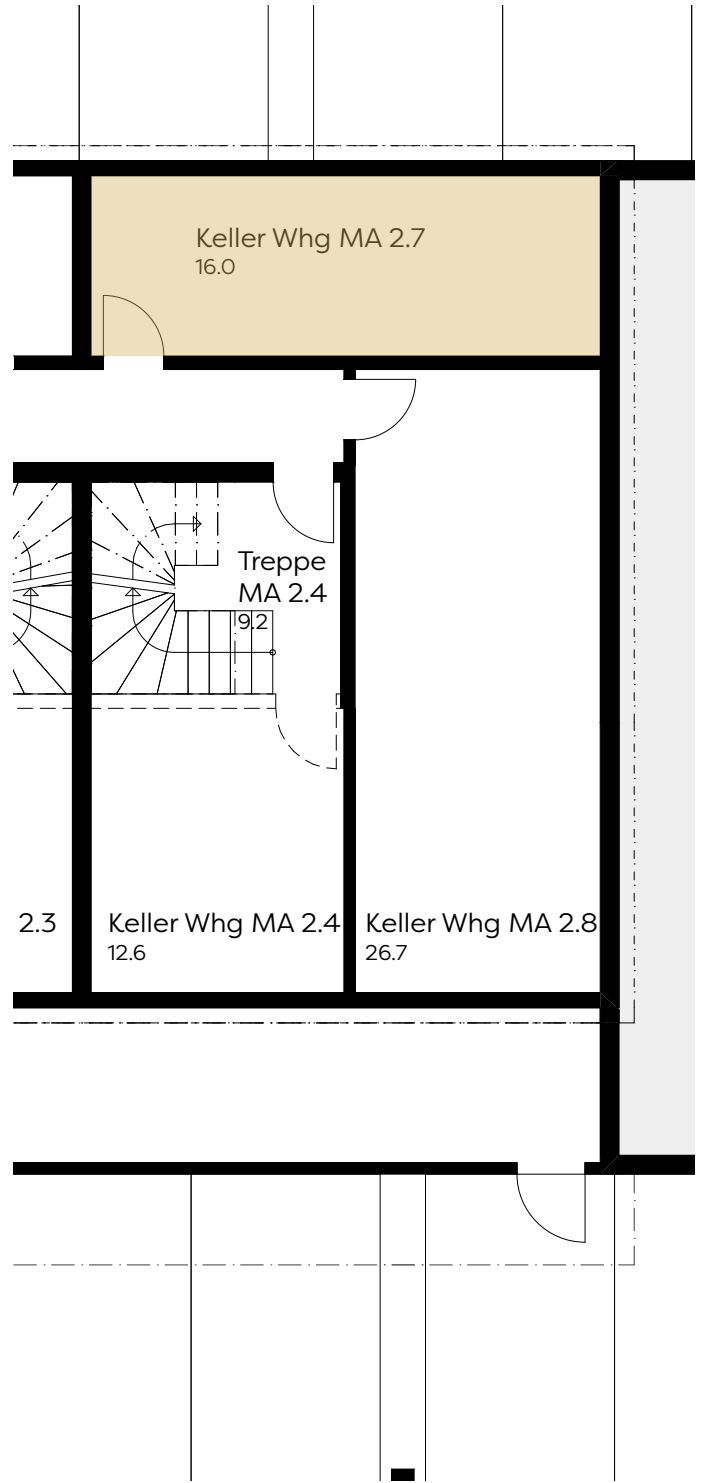 Keller Whg MA 2.7
16.0
Treppe
MA 2.4
9.2
2.3
Keller Whg MA 2.4
12.6
Keller Whg MA 2.8
26.7